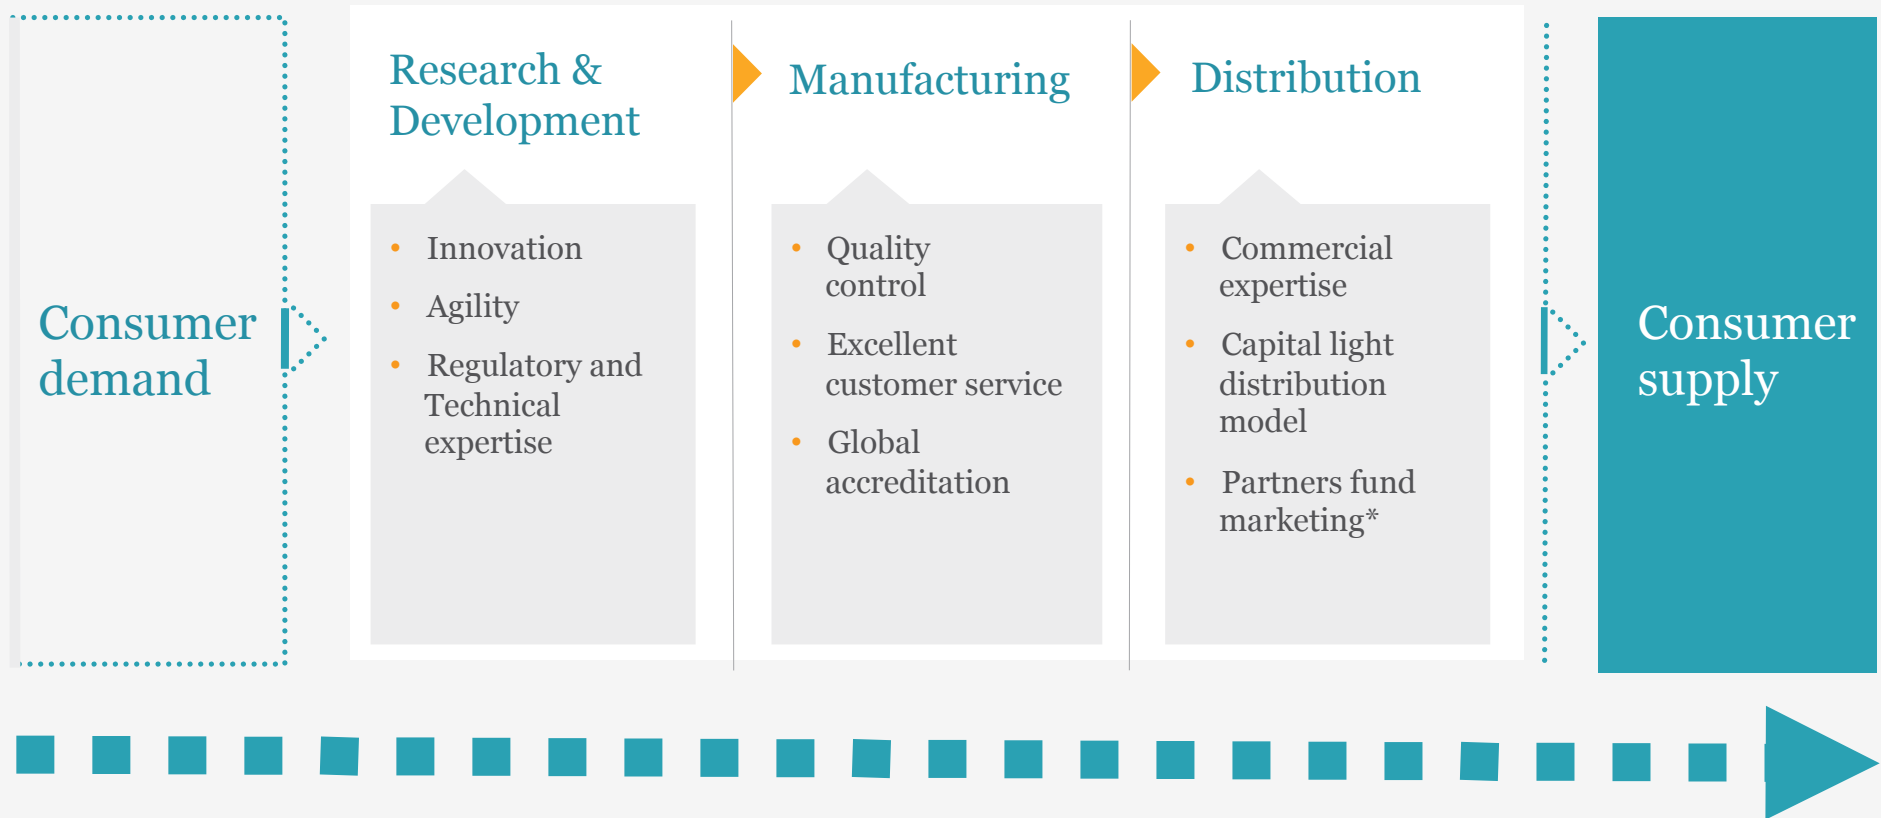 Consumer
demand
Research &
Development
• Innovation
• Agility
• Regulatory and
Technical
expertise
Manufacturing
• Quality
control
• Excellent
customer service
• Global
accreditation
Distribution
• Commercial
expertise
• Capital light
distribution
model
• Partners fund
marketing*
Consumer
supply